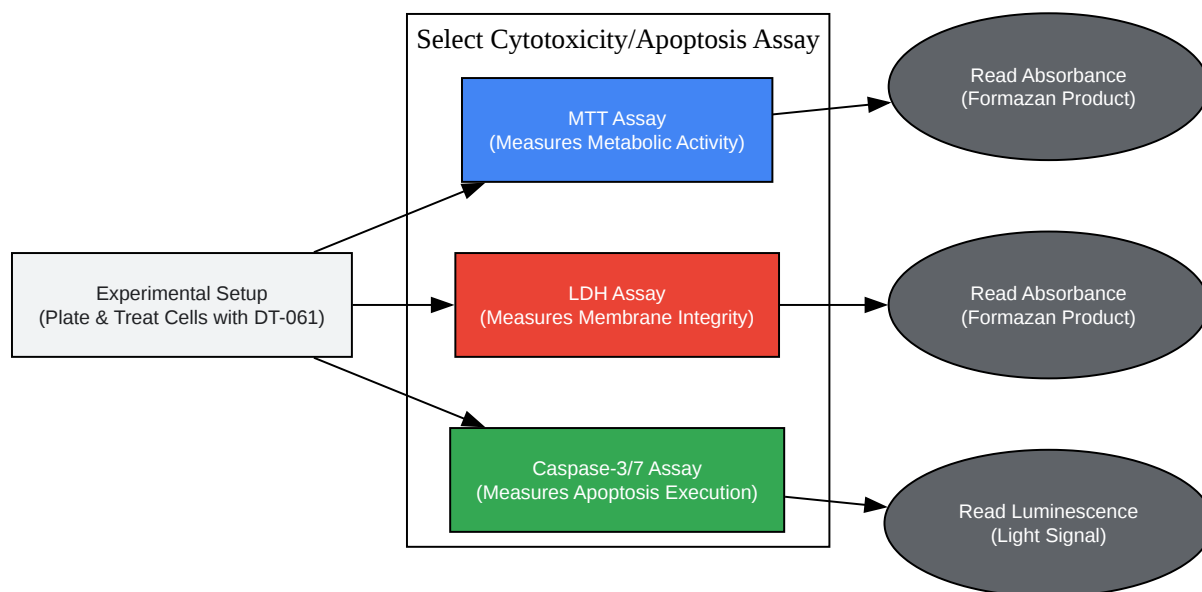 Select Cytotoxicity/Apoptosis Assay
Experimental Setup
(Plate & Treat Cells with DT-061)
MTT Assay
(Measures Metabolic Activity)
Read Absorbance
(Formazan Product)
LDH Assay
(Measures Membrane Integrity)
Read Absorbance
(Formazan Product)
Caspase-3/7 Assay
(Measures Apoptosis Execution)
Read Luminescence
(Light Signal)